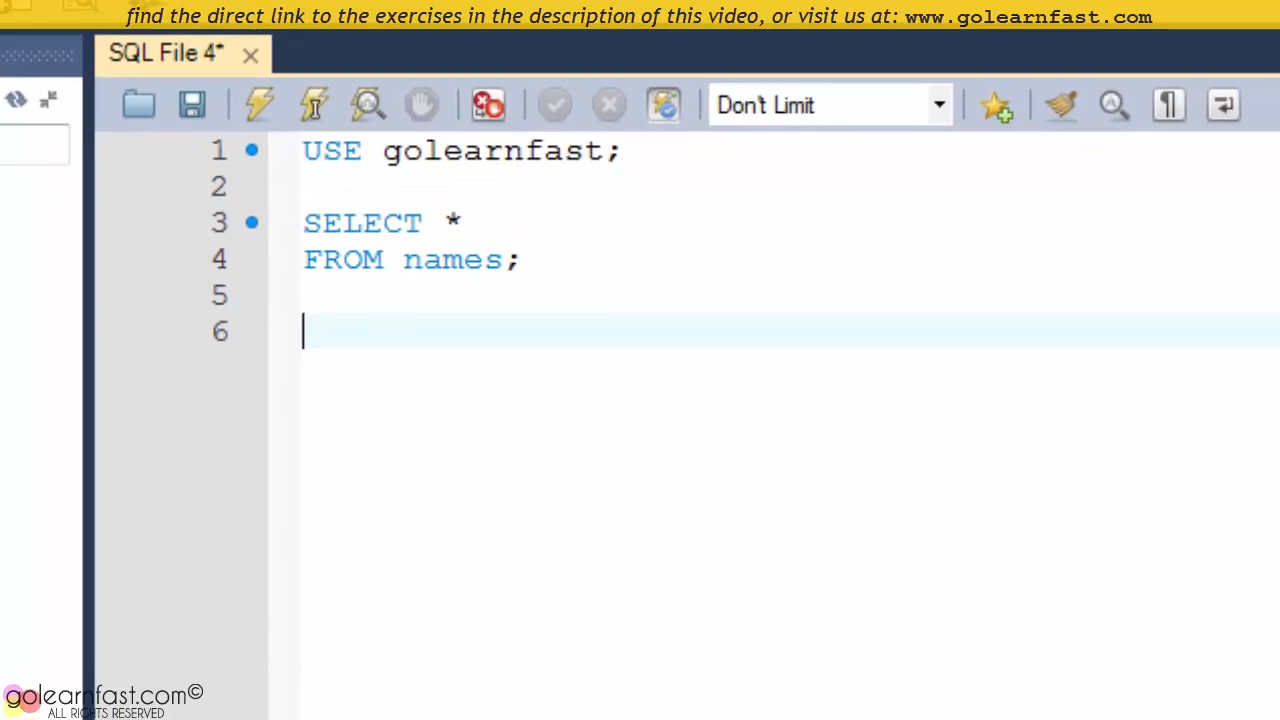 find the direct link to the exercises in the description of this video, or visit us at: www.golearnfast.com
SQL File 4*
Don't Limit
1 USE golearnfast;
2
3 SELECT *
4 FROM names;
5
6
golearnfast.com©
ALL RIGHTS RESERVED